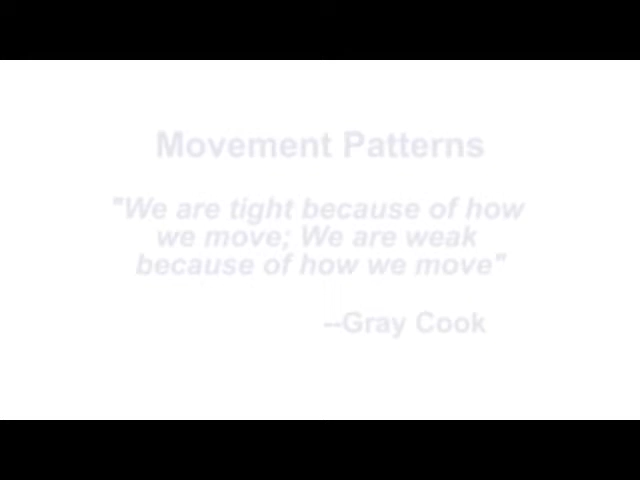 Movement Patterns
"We are tight because of how
we move; We are weak
because of how we move"
--Gray Cook